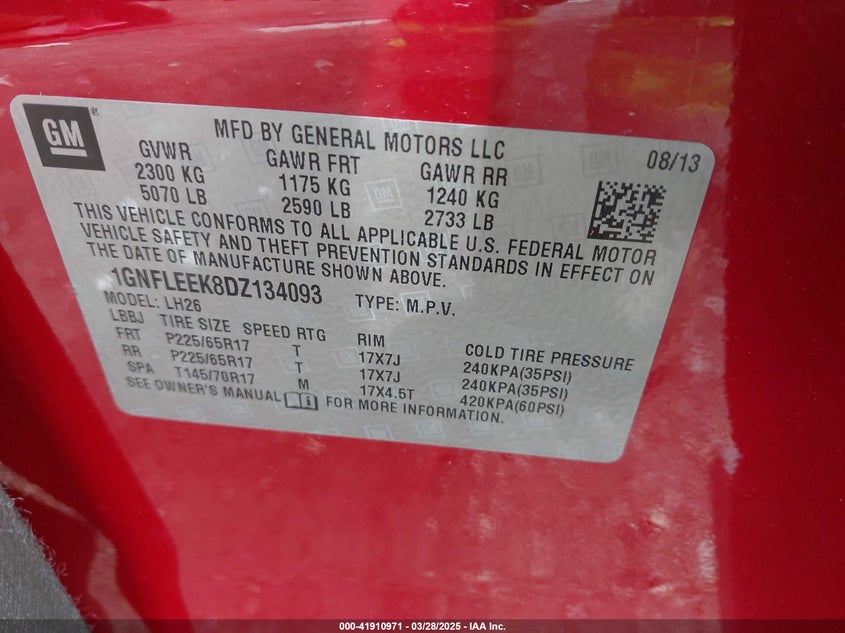 GM
MFD BY GENERAL MOTORS LLC
08/13
GVWR GAWR FRT GAWR RR
2300 KG 1175 KG 1240 KG
5070 LB 2590 LB 2733 LB
THIS VEHICLE CONFORMS TO ALL APPLICABLE U.S. FEDERAL MOTOR
VEHICLE SAFETY AND THEFT PREVENTION STANDARDS IN EFFECT ON
THE DATE OF MANUFACTURE SHOWN ABOVE.
1GNFLEEK8DZ134093 TYPE: M.P.V.
MODEL: LH26
LBBJ TIRE SIZE SPEED RTG RIM COLD TIRE PRESSURE
FRT P225/65R17 T 17X7J 240KPA(35PSI)
RR P225/65R17 T 17X7J 240KPA(35PSI)
SPA T145/70R17 M 17X4.5T 420KPA(60PSI)
SEE OWNER'S MANUAL i FOR MORE INFORMATION.
000-41910971 | 03/28/2025 - IAA Inc.